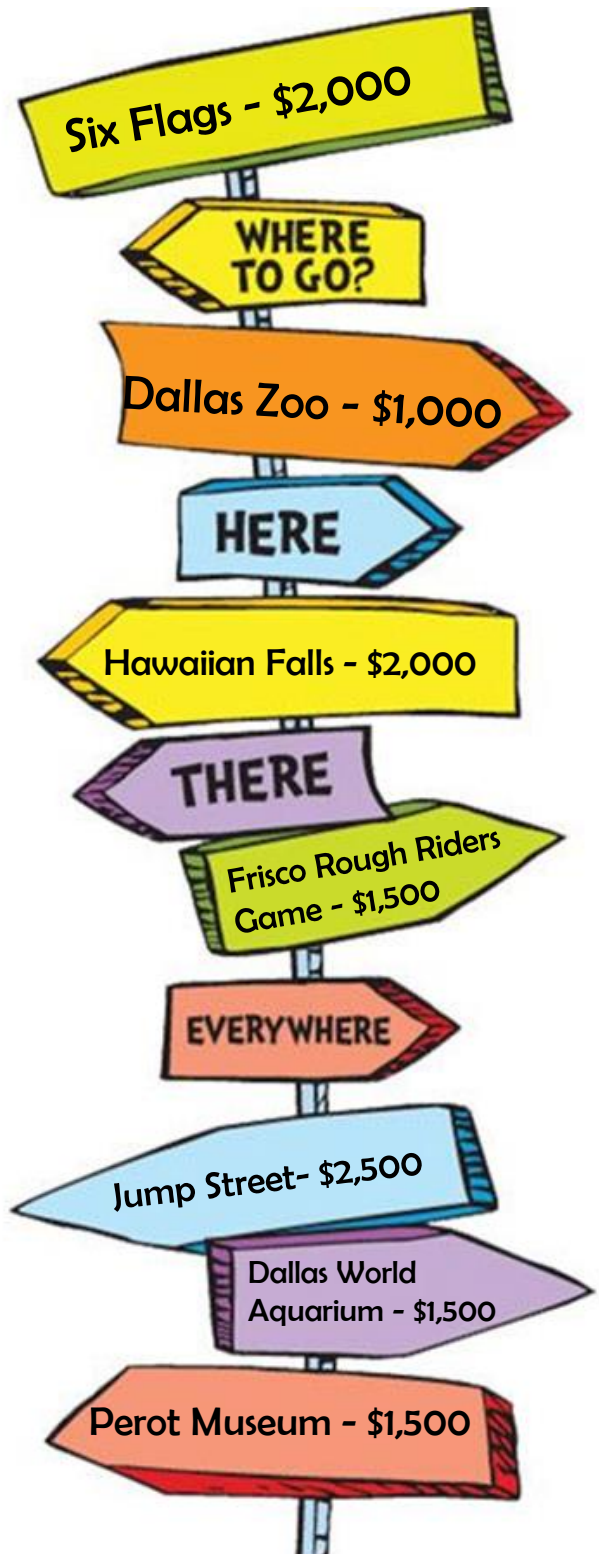 Six Flags - $2,000
WHERE
TO GO?
Dallas Zoo - $1,000
HERE
Hawaiian Falls - $2,000
THERE
Frisco Rough Riders
Game - $1,500
EVERYWHERE
Jump Street- $2,500
Dallas World
Aquarium - $1,500
Perot Museum - $1,500